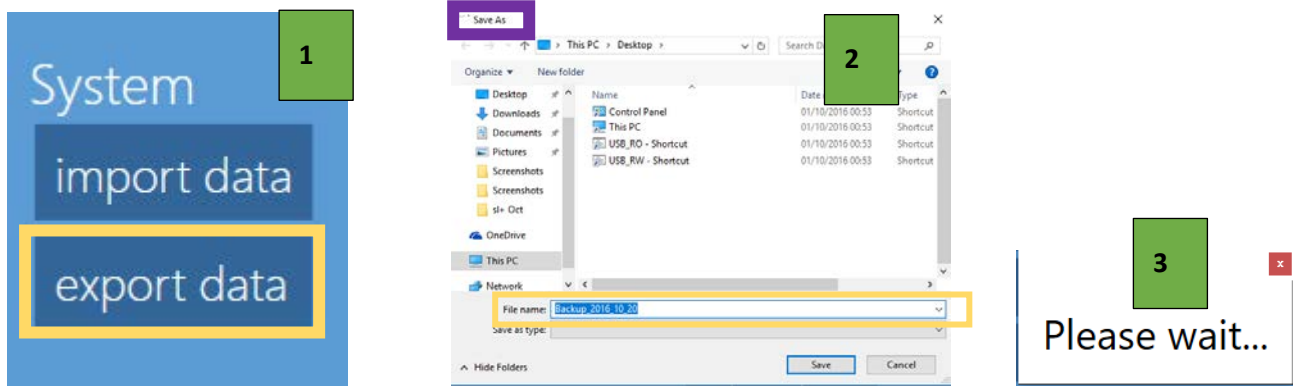 1
System
import data
export data
Save As
2
This PC > Desktop >
Search D
Organize
New folder
Desktop
Downloads
Documents
Pictures
Screenshots
Screenshots
sl+ Oct
OneDrive
This PC
Network
Name
Date
Type
Control Panel
01/10/2016 00:53
Shortcut
This PC
01/10/2016 00:53
Shortcut
USB_RO - Shortcut
01/10/2016 00:53
Shortcut
USB_RW - Shortcut
01/10/2016 00:53
Shortcut
File name: Backup_2016_10_20
Save as type:
Hide Folders
Save
Cancel
3
x
Please wait...